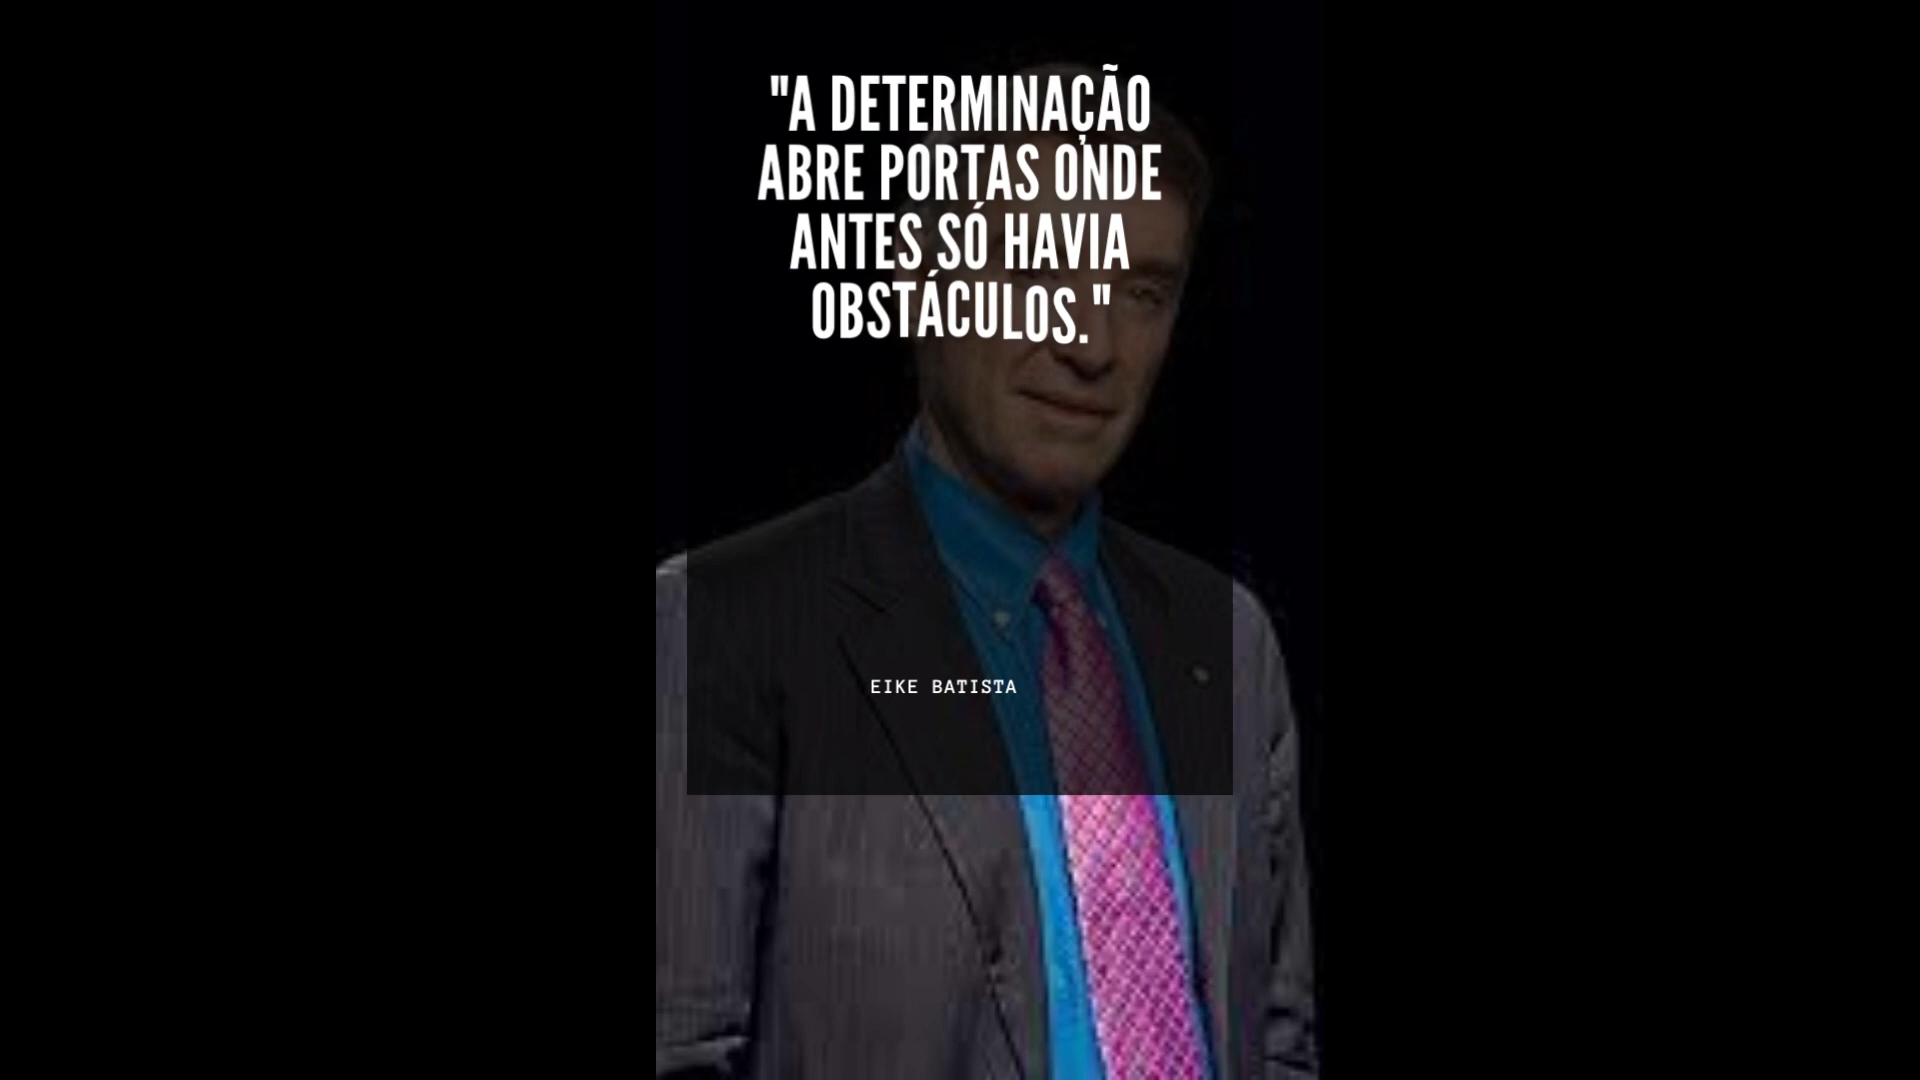 "A DETERMINAÇÃO
ABRE PORTAS ONDE
ANTES SÓ HAVIA
OBSTÁCULOS."
EIKE BATISTA